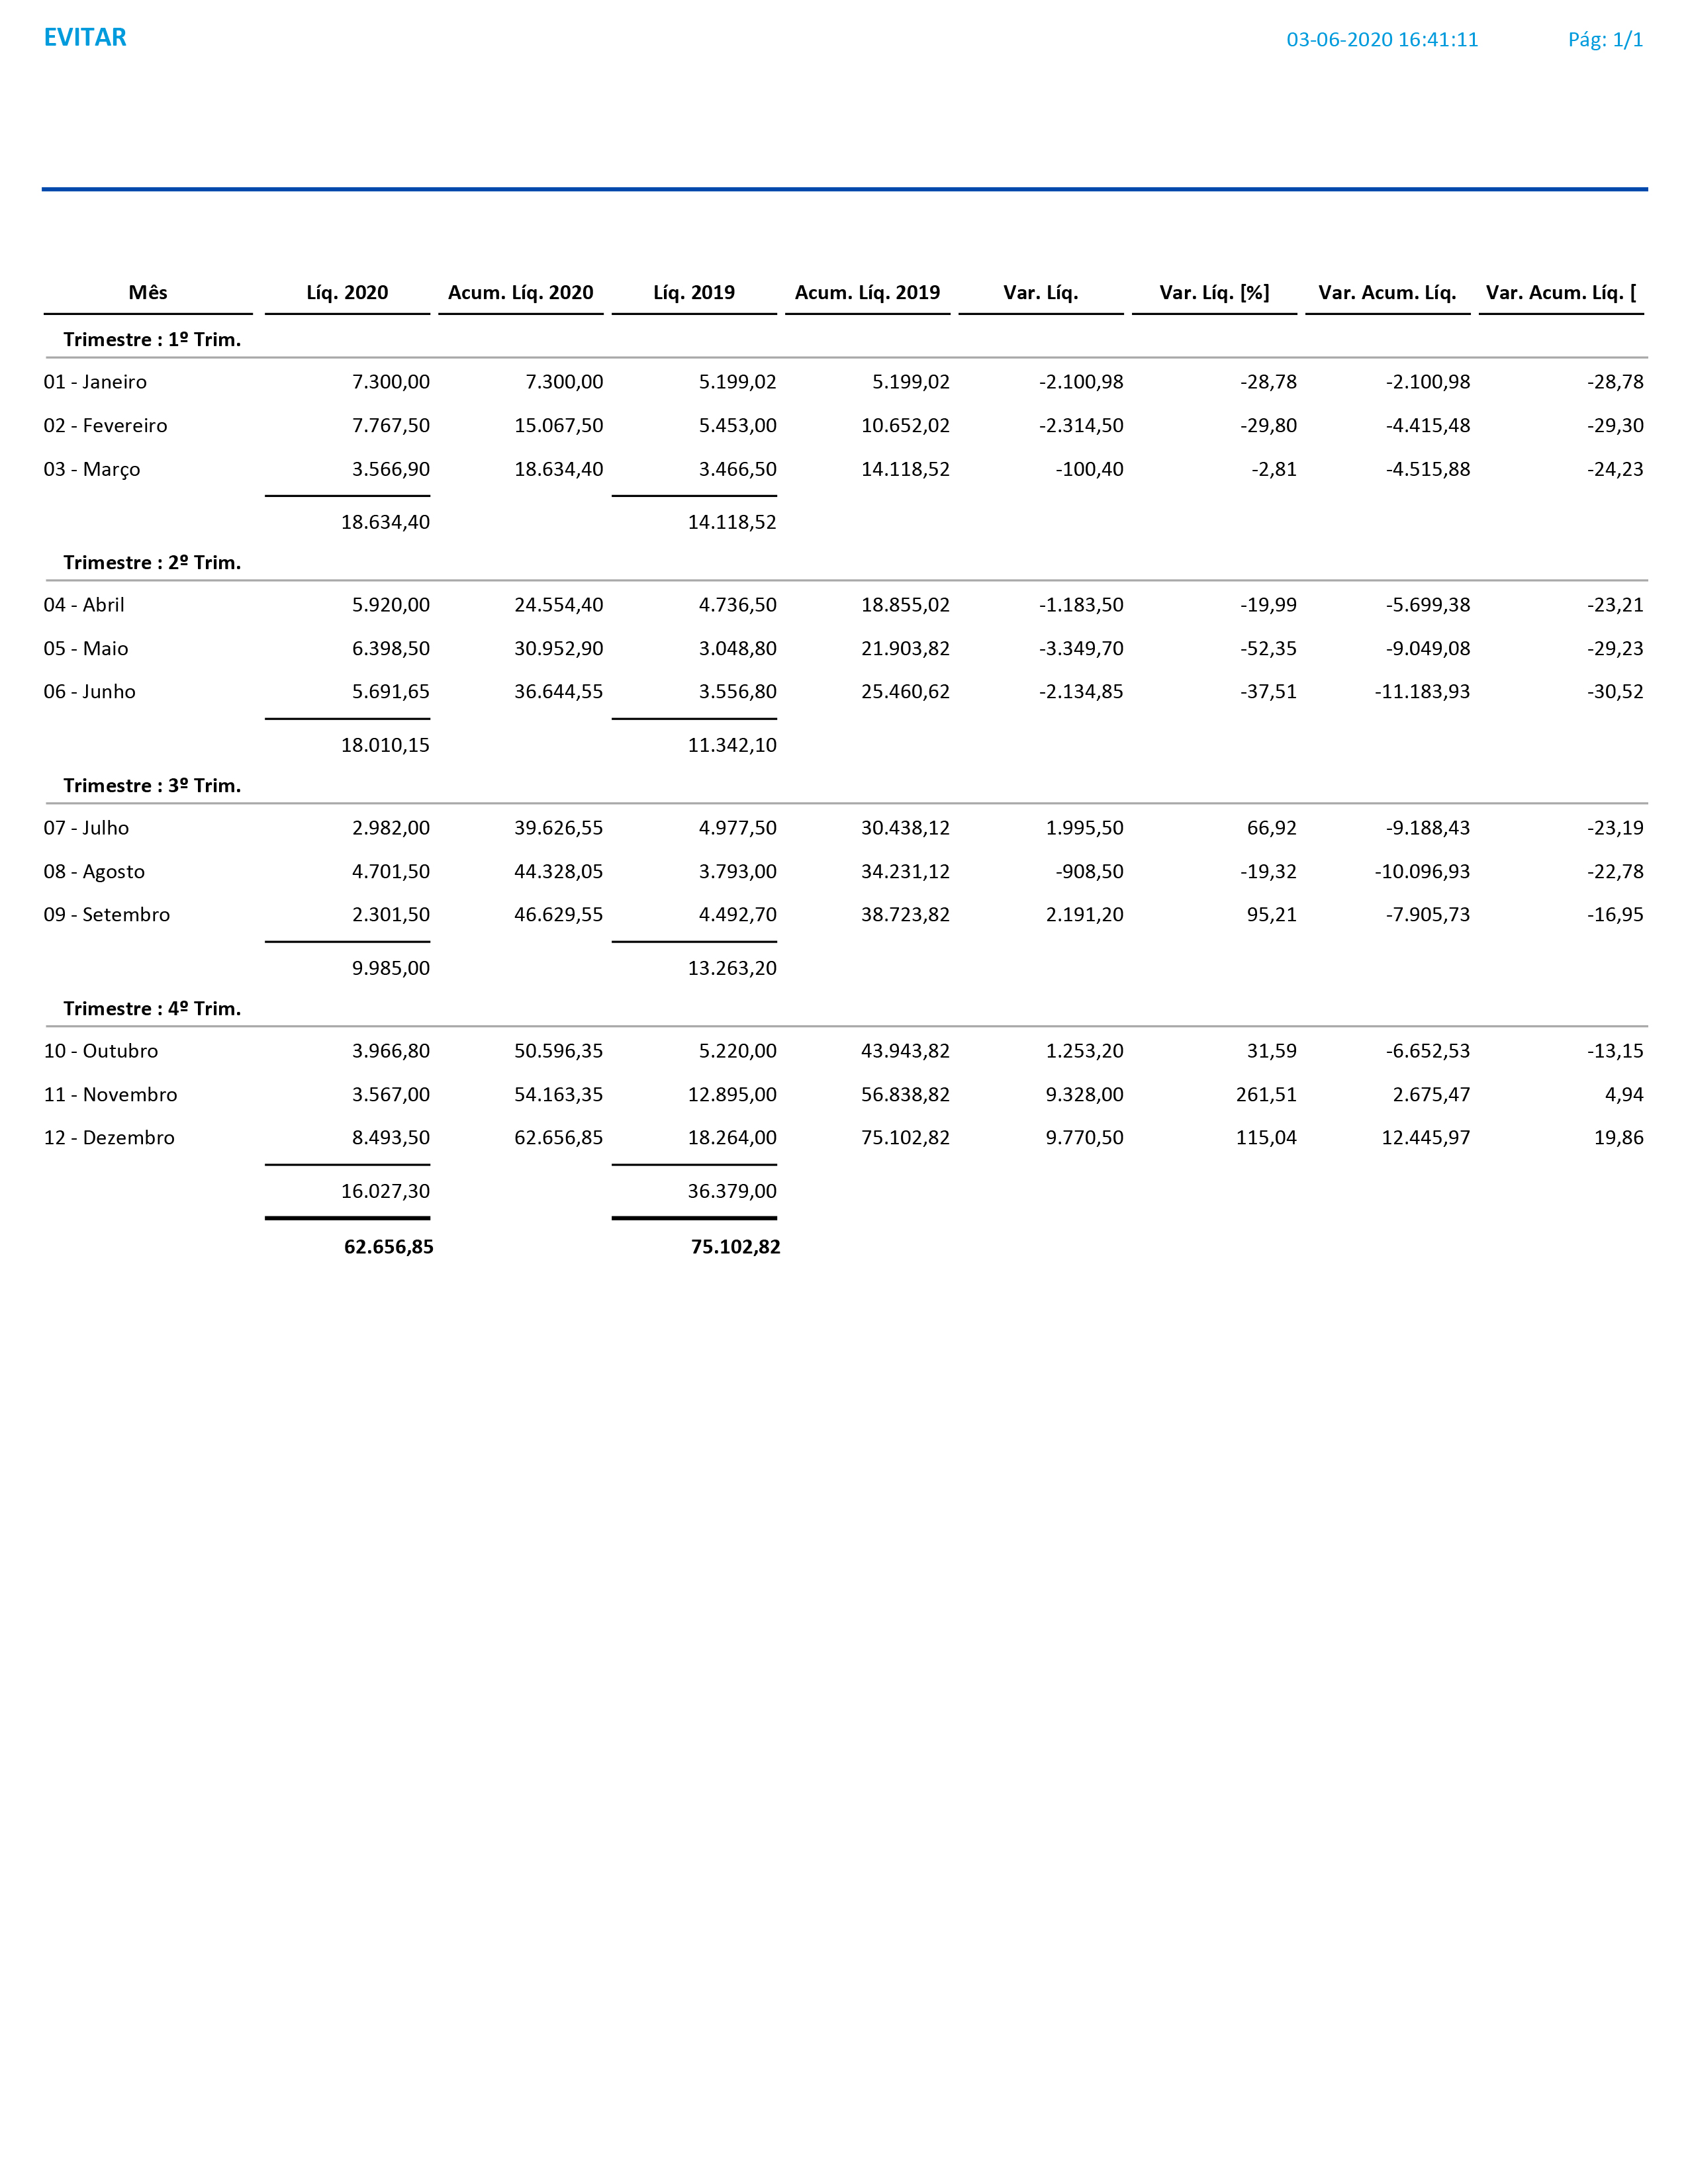 EVITAR 03-06-2020 16:41:11 Pág: 1/1
Mês Líq. 2020 Acum. Líq. 2020 Líq. 2019 Acum. Líq. 2019 Var. Líq. Var. Líq. [%] Var. Acum. Líq. Var. Acum. Líq. [
Trimestre : 1º Trim.
01 - Janeiro 7.300,00 7.300,00 5.199,02 5.199,02 -2.100,98 -28,78 -2.100,98 -28,78
02 - Fevereiro 7.767,50 15.067,50 5.453,00 10.652,02 -2.314,50 -29,80 -4.415,48 -29,30
03 - Março 3.566,90 18.634,40 3.466,50 14.118,52 -100,40 -2,81 -4.515,88 -24,23
18.634,40 14.118,52
Trimestre : 2º Trim.
04 - Abril 5.920,00 24.554,40 4.736,50 18.855,02 -1.183,50 -19,99 -5.699,38 -23,21
05 - Maio 6.398,50 30.952,90 3.048,80 21.903,82 -3.349,70 -52,35 -9.049,08 -29,23
06 - Junho 5.691,65 36.644,55 3.556,80 25.460,62 -2.134,85 -37,51 -11.183,93 -30,52
18.010,15 11.342,10
Trimestre : 3º Trim.
07 - Julho 2.982,00 39.626,55 4.977,50 30.438,12 1.995,50 66,92 -9.188,43 -23,19
08 - Agosto 4.701,50 44.328,05 3.793,00 34.231,12 -908,50 -19,32 -10.096,93 -22,78
09 - Setembro 2.301,50 46.629,55 4.492,70 38.723,82 2.191,20 95,21 -7.905,73 -16,95
9.985,00 13.263,20
Trimestre : 4º Trim.
10 - Outubro 3.966,80 50.596,35 5.220,00 43.943,82 1.253,20 31,59 -6.652,53 -13,15
11 - Novembro 3.567,00 54.163,35 12.895,00 56.838,82 9.328,00 261,51 2.675,47 4,94
12 - Dezembro 8.493,50 62.656,85 18.264,00 75.102,82 9.770,50 115,04 12.445,97 19,86
16.027,30 36.379,00
62.656,85 75.102,82